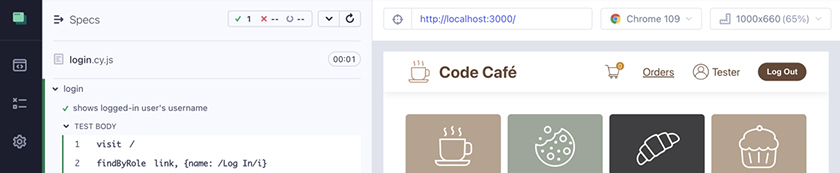 Specs
✓ 1 ✕ -- --
login.cy.js
00:01
login
shows logged-in user's username
TEST BODY
1 visit /
2 findByRole link, {name: /Log In/i}
http://localhost:3000/
Chrome 109
1000x660 (65%)
Code Café
0
Orders
Tester
Log Out